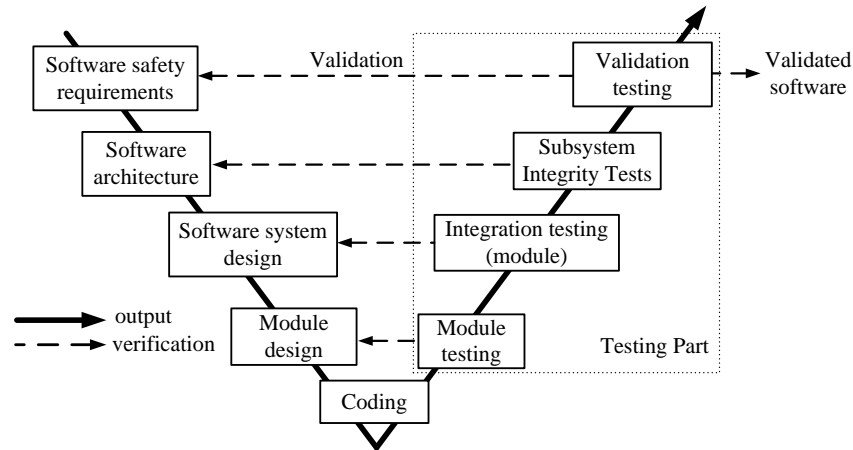 Software safety
requirements
Validation
Validation
testing
Validated
software
Software
architecture
Subsystem
Integrity Tests
Software system
design
Integration testing
(module)
output
verification
Module
design
Module
testing
Testing Part
Coding